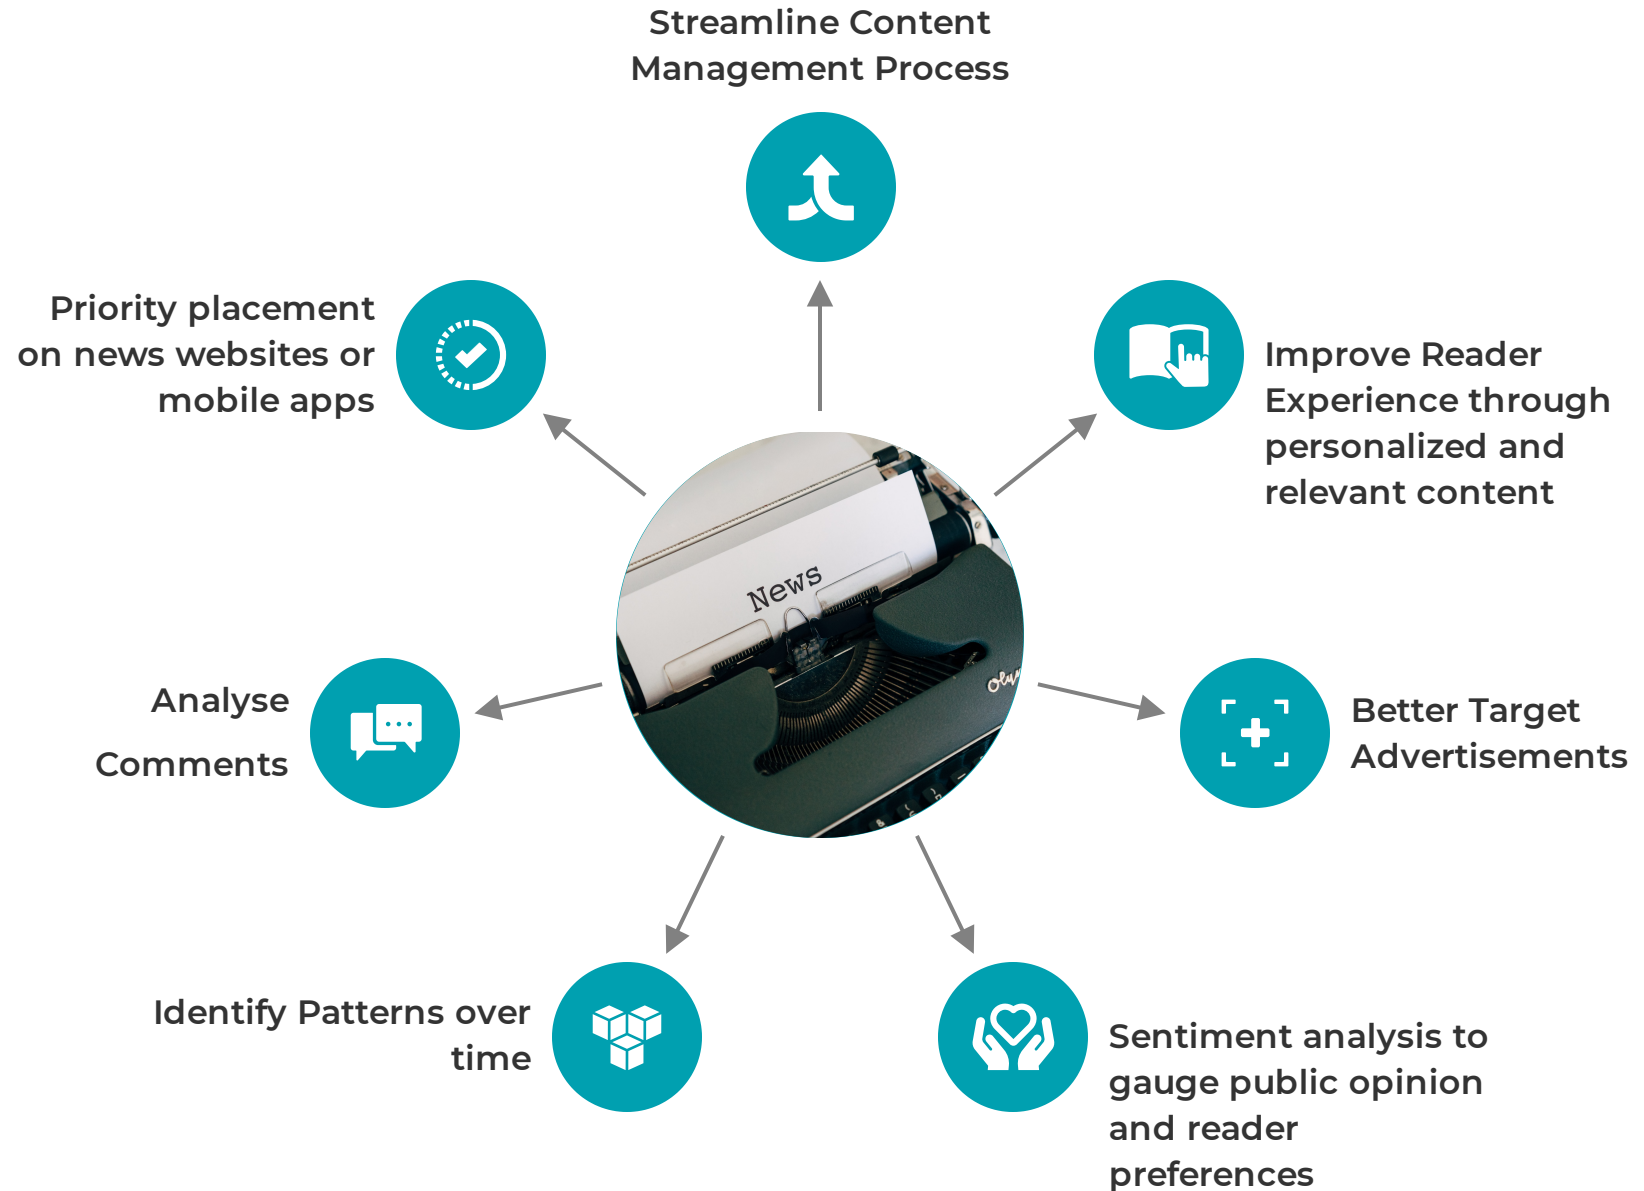 Streamline Content
Management Process
Priority placement
on news websites or
mobile apps
Improve Reader
Experience through
personalized and
relevant content
News
Analyse
Comments
Better Target
Advertisements
Identify Patterns over
time
Sentiment analysis to
gauge public opinion
and reader
preferences